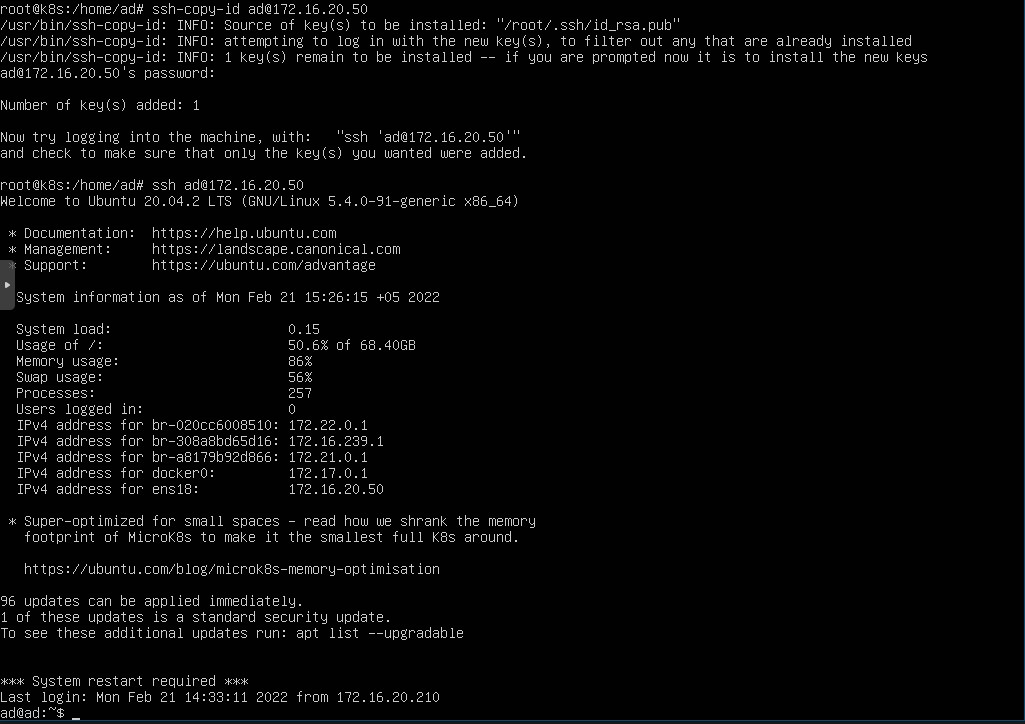 root@k8s:/home/ad# ssh-copy-id ad@172.16.20.50
/usr/bin/ssh-copy-id: INFO: Source of key(s) to be installed: "/root/.ssh/id_rsa.pub"
/usr/bin/ssh-copy-id: INFO: attempting to log in with the new key(s), to filter out any that are already installed
/usr/bin/ssh-copy-id: INFO: 1 key(s) remain to be installed -- if you are prompted now it is to install the new keys
ad@172.16.20.50's password:
Number of key(s) added: 1
Now try logging into the machine, with:   "ssh 'ad@172.16.20.50'"
and check to make sure that only the key(s) you wanted were added.
root@k8s:/home/ad# ssh ad@172.16.20.50
Welcome to Ubuntu 20.04.2 LTS (GNU/Linux 5.4.0-91-generic x86_64)
 * Documentation:  https://help.ubuntu.com
 * Management:     https://landscape.canonical.com
 * Support:        https://ubuntu.com/advantage
  System information as of Mon Feb 21 15:26:15 +05 2022
  System load:                      0.15
  Usage of /:                       50.6% of 68.40GB
  Memory usage:                     86%
  Swap usage:                       56%
  Processes:                        257
  Users logged in:                  0
  IPv4 address for br-020cc6008510: 172.22.0.1
  IPv4 address for br-308a8bd65d16: 172.16.239.1
  IPv4 address for br-a8179b92d866: 172.21.0.1
  IPv4 address for docker0:         172.17.0.1
  IPv4 address for ens18:           172.16.20.50
 * Super-optimized for small spaces - read how we shrank the memory
   footprint of MicroK8s to make it the smallest full K8s around.
   https://ubuntu.com/blog/microk8s-memory-optimisation
96 updates can be applied immediately.
1 of these updates is a standard security update.
To see these additional updates run: apt list --upgradable
*** System restart required ***
Last login: Mon Feb 21 14:33:11 2022 from 172.16.20.210
ad@ad:~$ _